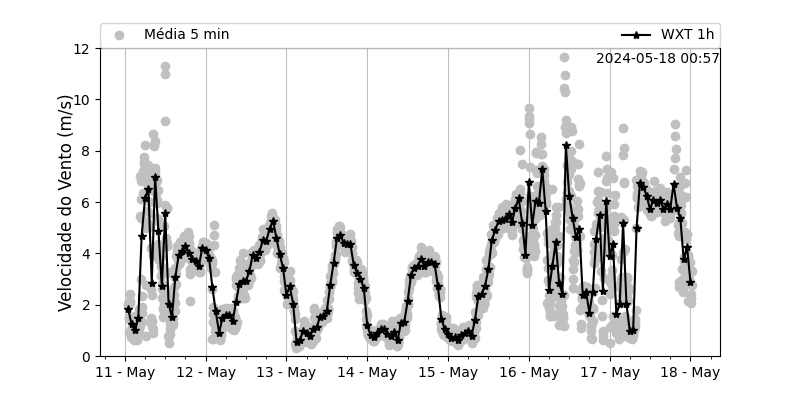 Média 5 min
WXT 1h
2024-05-18 00:57
Velocidade do Vento (m/s)
12
10
8
6
4
2
0
11 - May
12 - May
13 - May
14 - May
15 - May
16 - May
17 - May
18 - May